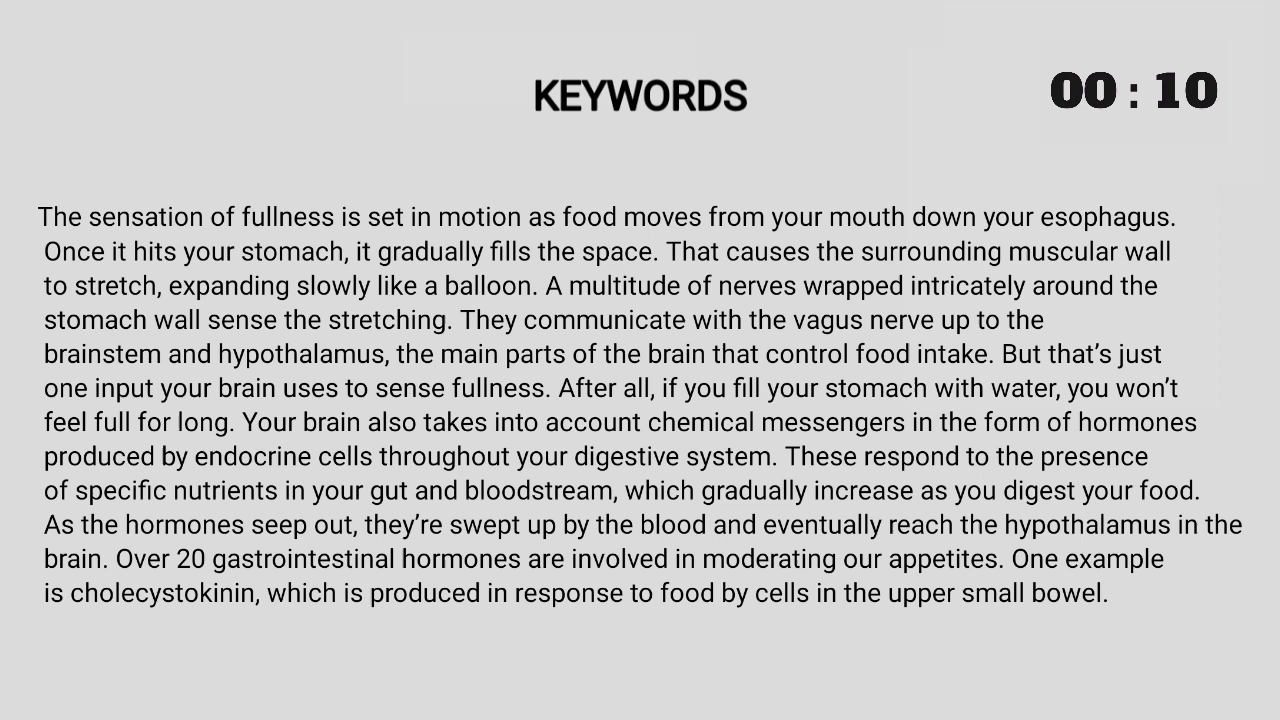 KEYWORDS
00 : 10
The sensation of fullness is set in motion as food moves from your mouth down your esophagus.
Once it hits your stomach, it gradually fills the space. That causes the surrounding muscular wall
to stretch, expanding slowly like a balloon. A multitude of nerves wrapped intricately around the
stomach wall sense the stretching. They communicate with the vagus nerve up to the
brainstem and hypothalamus, the main parts of the brain that control food intake. But that’s just
one input your brain uses to sense fullness. After all, if you fill your stomach with water, you won’t
feel full for long. Your brain also takes into account chemical messengers in the form of hormones
produced by endocrine cells throughout your digestive system. These respond to the presence
of specific nutrients in your gut and bloodstream, which gradually increase as you digest your food.
As the hormones seep out, they’re swept up by the blood and eventually reach the hypothalamus in the
brain. Over 20 gastrointestinal hormones are involved in moderating our appetites. One example
is cholecystokinin, which is produced in response to food by cells in the upper small bowel.